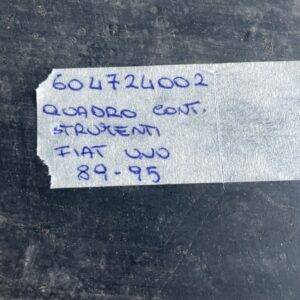 604724002
QUADRO CONT.
STRUMENTI
FIAT UNO
89-95